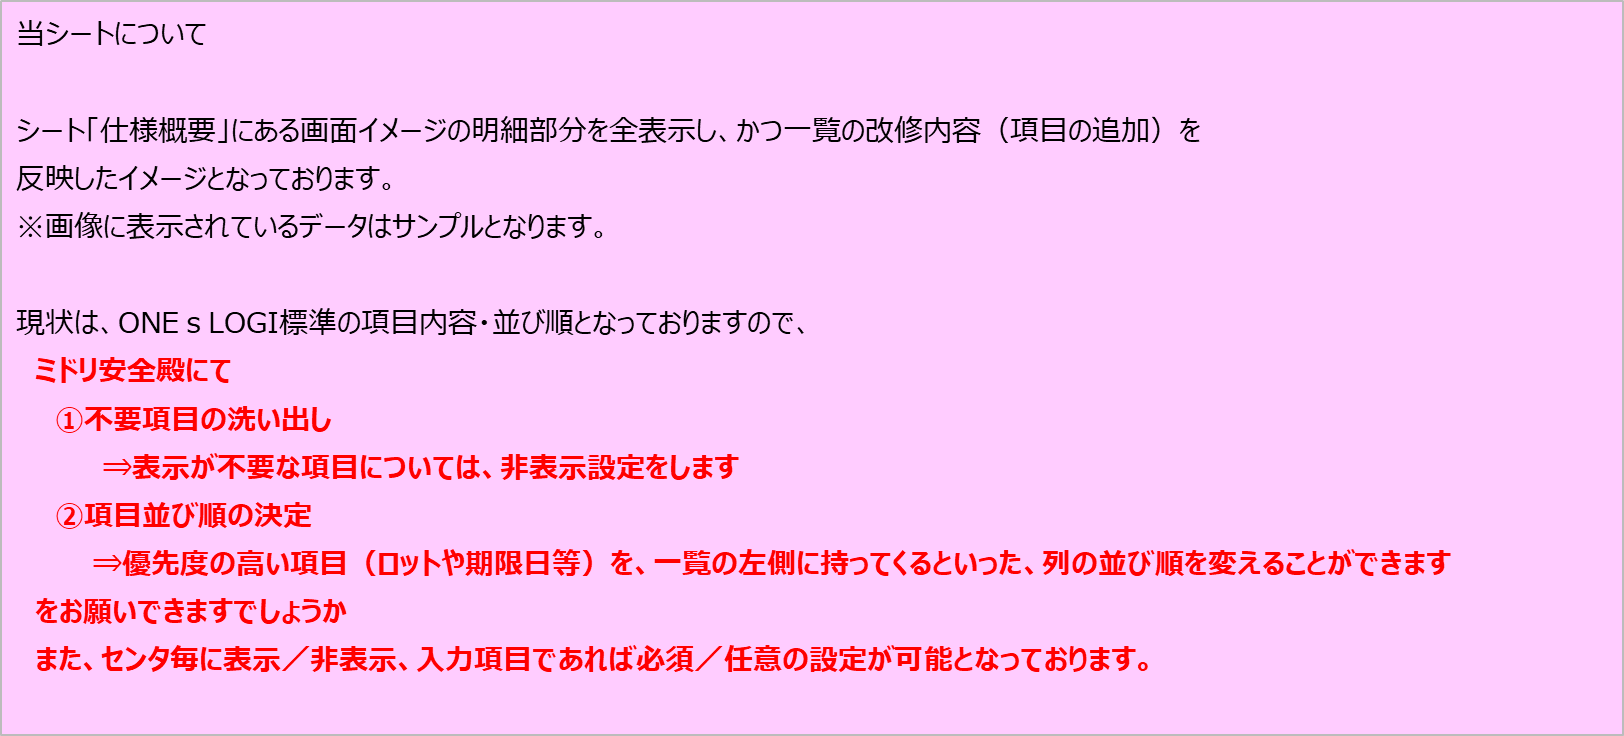 当シートについて
シート「仕様概要」にある画面イメージの明細部分を全表示し、かつ一覧の改修内容（項目の追加）を
反映したイメージとなっております。
※画像に表示されているデータはサンプルとなります。
現状は、ONE s LOGI標準の項目内容・並び順となっておりますので、
ミドリ安全殿にて
①不要項目の洗い出し
⇒表示が不要な項目については、非表示設定をします
②項目並び順の決定
⇒優先度の高い項目（ロットや期限日等）を、一覧の左側に持ってくるといった、列の並び順を変えることができます
をお願いできますでしょうか
また、センタ毎に表示／非表示、入力項目であれば必須／任意の設定が可能となっております。